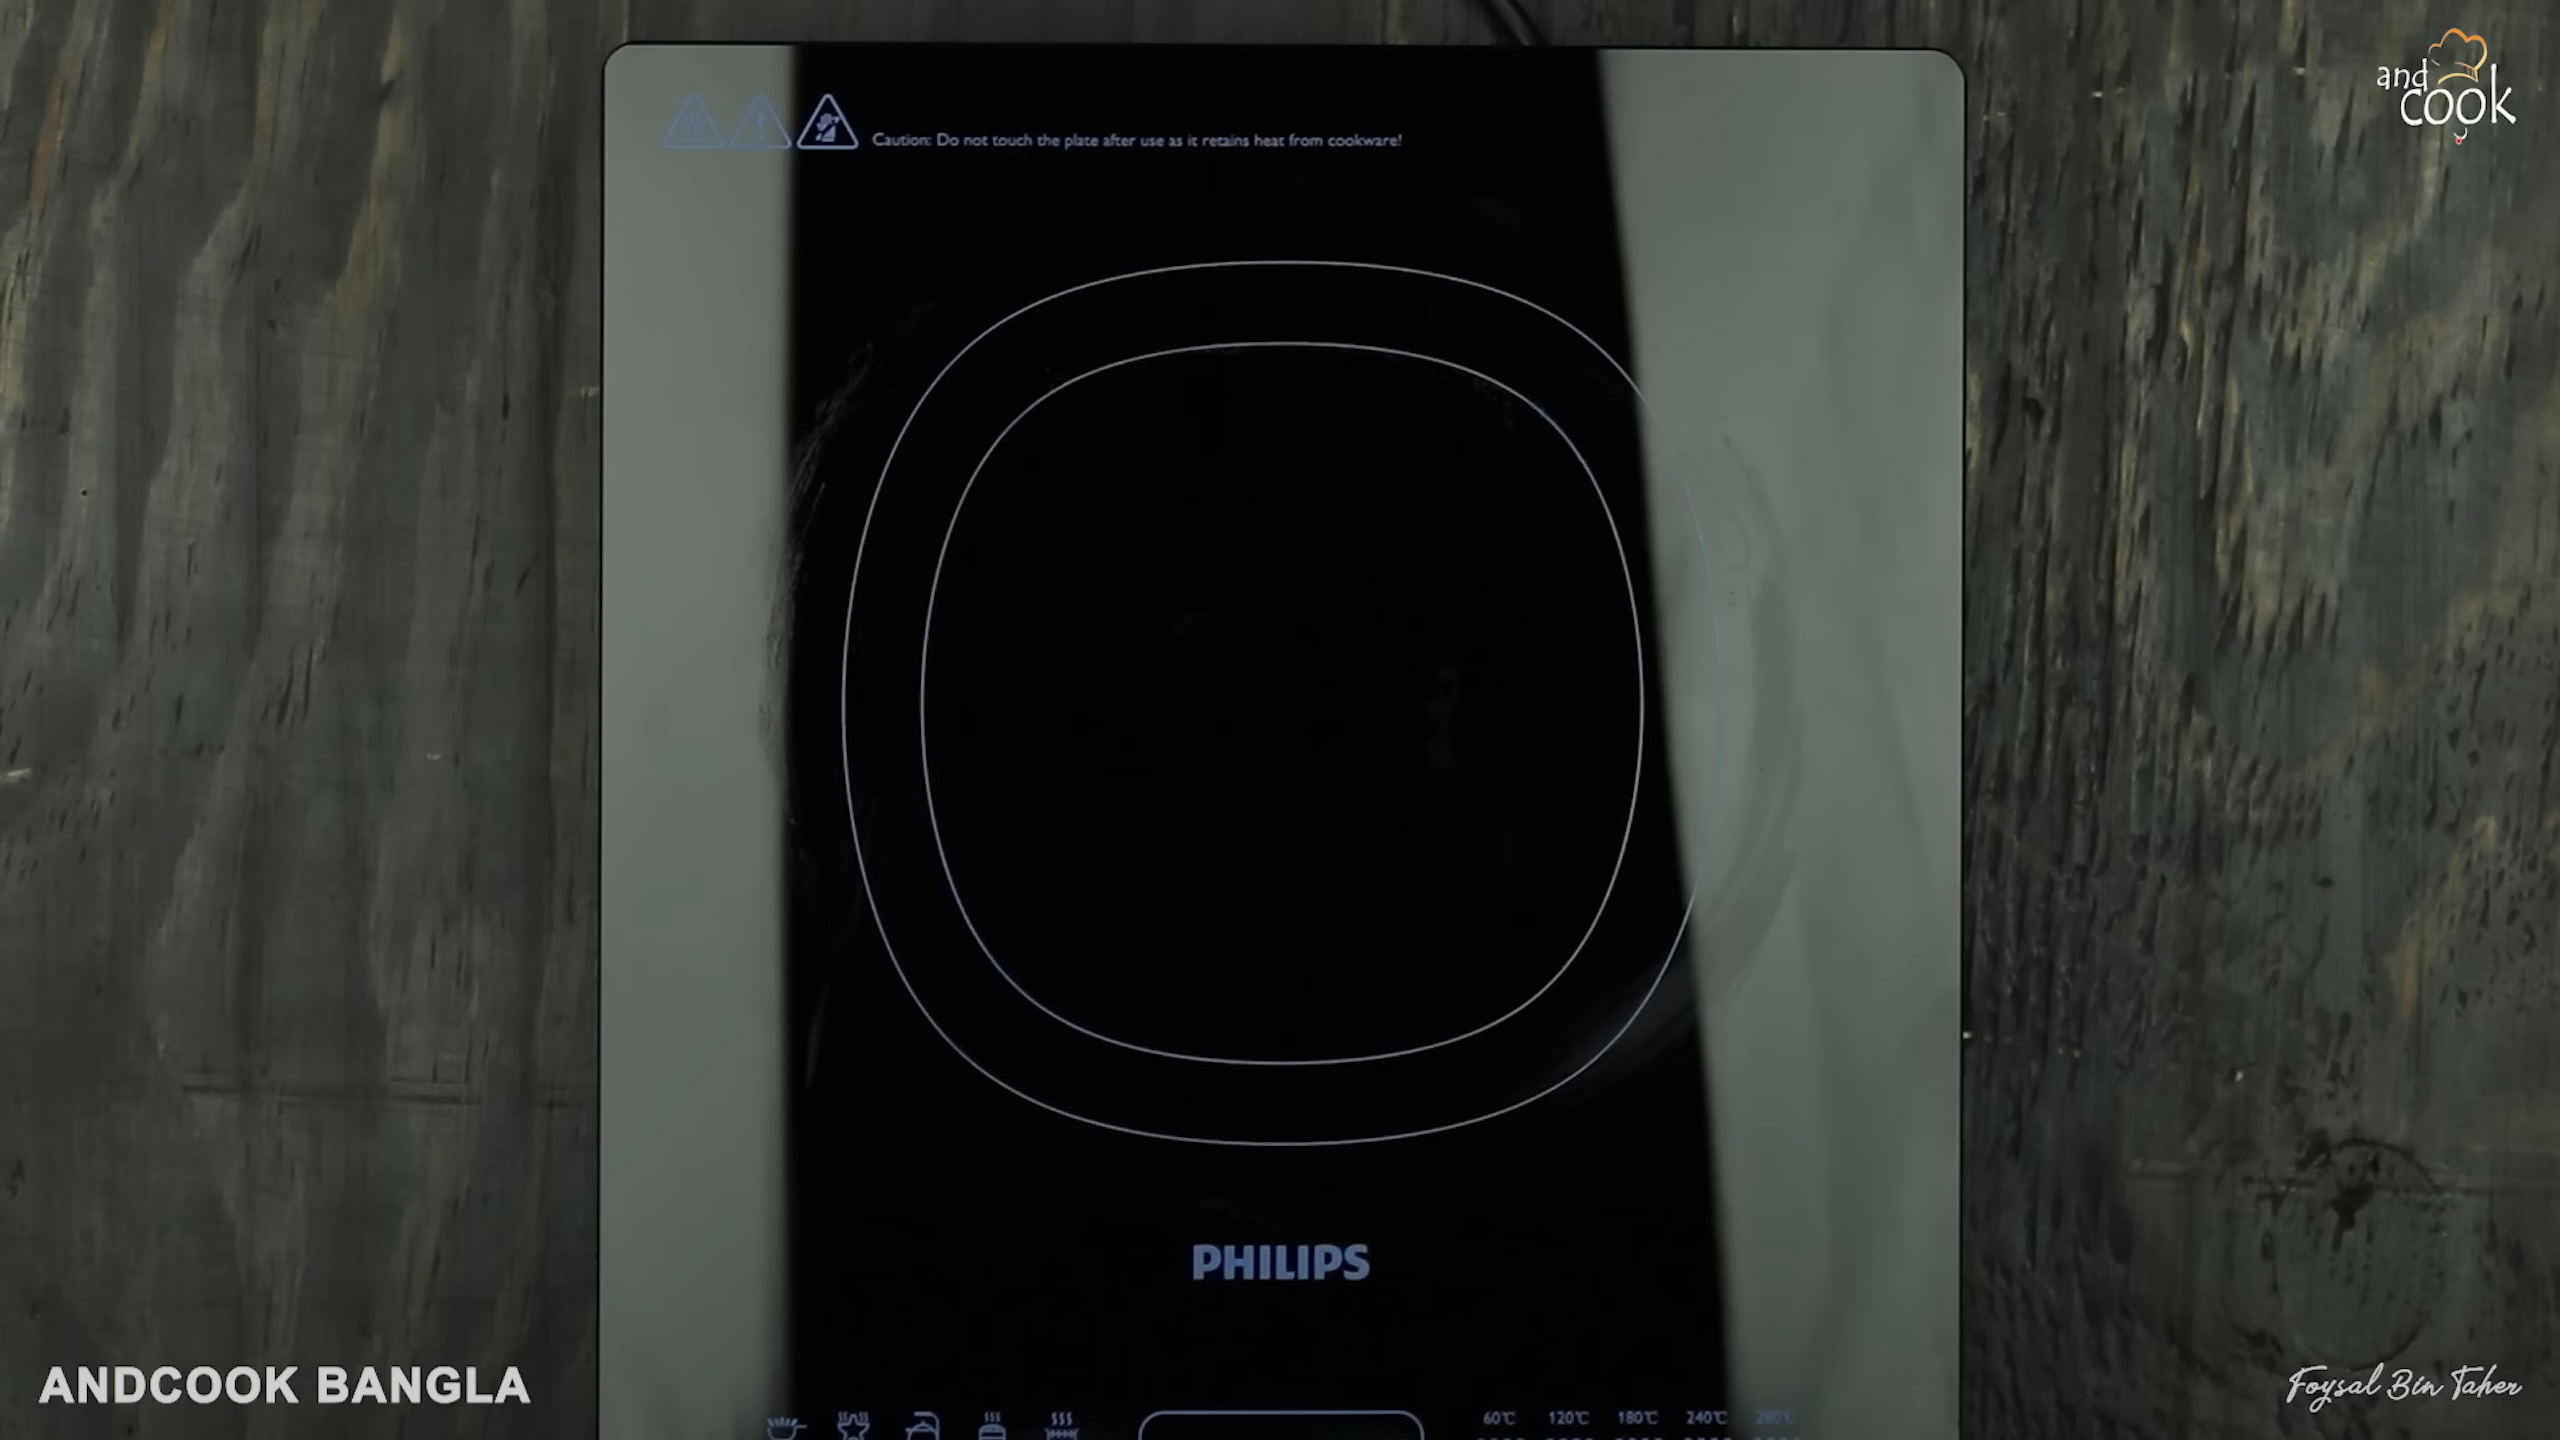 and
cook
Caution: Do not touch the plate after use as it retains heat from cookware!
PHILIPS
ANDCOOK BANGLA
Foysal Bin Taher
60℃ 120℃ 180℃ 240℃ 280℃